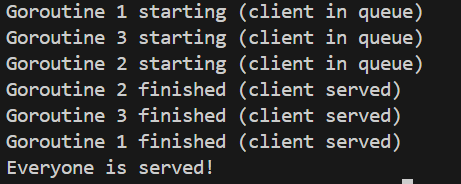 Goroutine 1 starting (client in queue)
Goroutine 3 starting (client in queue)
Goroutine 2 starting (client in queue)
Goroutine 2 finished (client served)
Goroutine 3 finished (client served)
Goroutine 1 finished (client served)
Everyone is served!